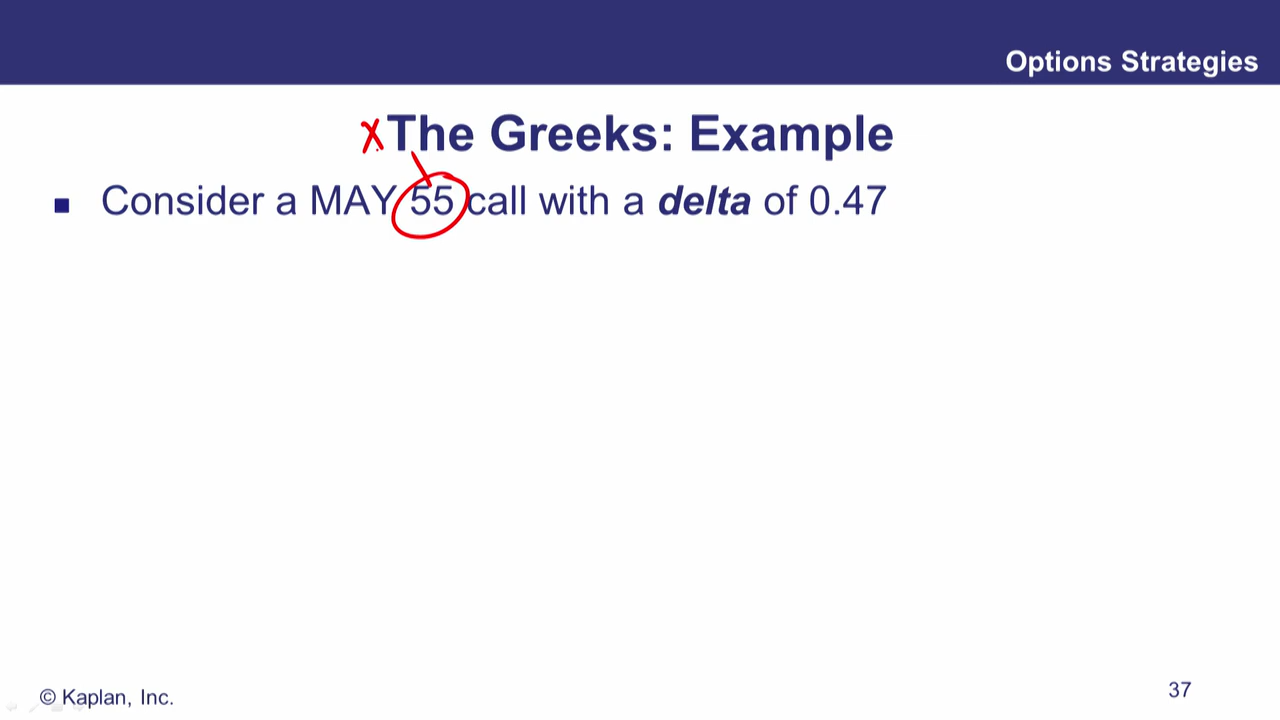 Options Strategies
X The Greeks: Example
Consider a MAY 55 call with a delta of 0.47
© Kaplan, Inc.
37